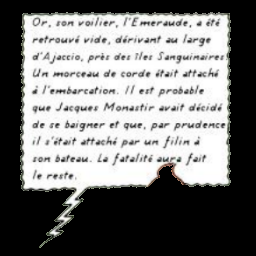 Or, son voilier, l'Emeraude, a été
retrouvé vide, dérivant au large
d'Ajaccio, près des îles Sanguinaires!
Un morceau de corde était attaché
à l'embarcation. Il est probable
que Jacques Monastir avait décidé
de se baigner et que, par prudence
il s'était attaché par un filin à
son bateau. La fatalité aura fait
le reste.